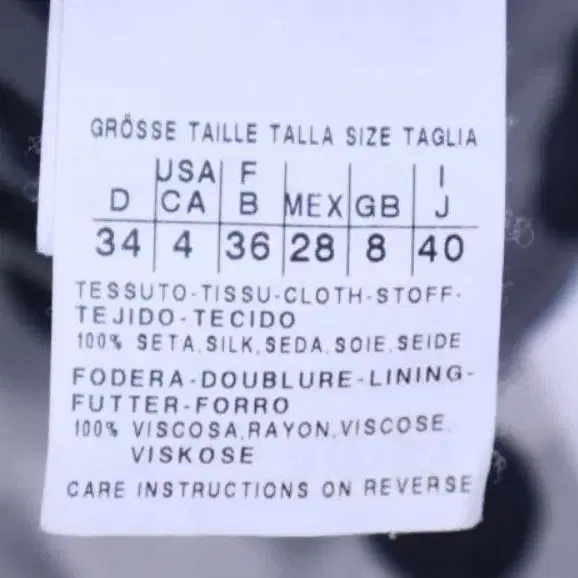 GRÖSSE TAILLE TALLA SIZE TAGLIA
USA F I
D CA B MEX GB J
34 4 36 28 8 40
TESSUTO-TISSU-CLOTH-STOFF-
TEJIDO-TECIDO
100% SETA,SILK,SEDA,SOIE,SEIDE
FODERA-DOUBLURE-LINING-
FUTTER-FORRO
100% VISCOSA,RAYON,VISCOSE,
VISKOSE
CARE INSTRUCTIONS ON REVERSE